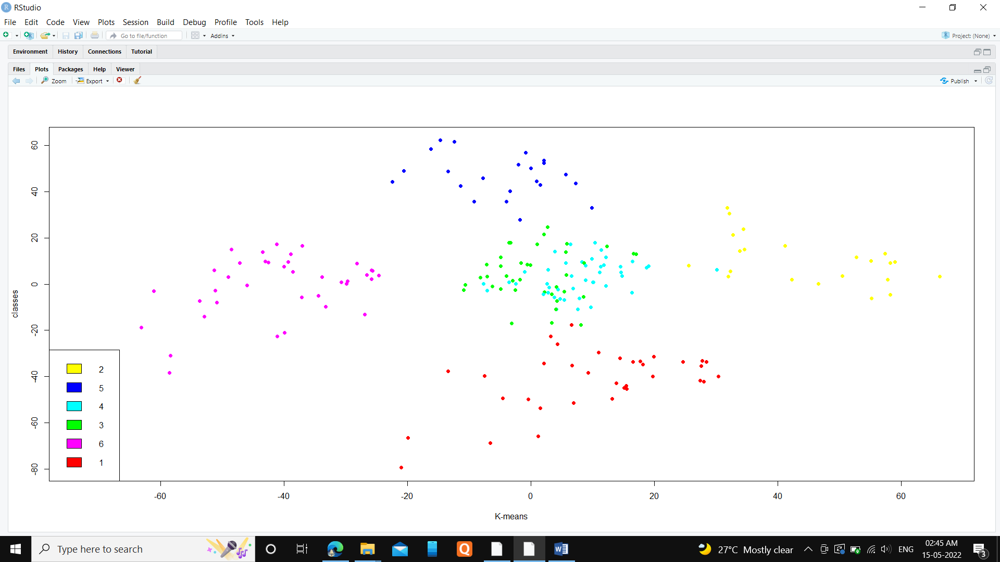 RStudio
File Edit Code View Plots Session Build Debug Profile Tools Help
Go to file/function Addins Project: (None)
Environment History Connections Tutorial
Files Plots Packages Help Viewer
Zoom Export Publish
60
40
20
0
-20
-40
-60
-80
classes
2
5
4
3
6
1
-60 -40 -20 0 20 40 60
K-means
Type here to search
27°C Mostly clear
ENG
02:45 AM
15-05-2022
3